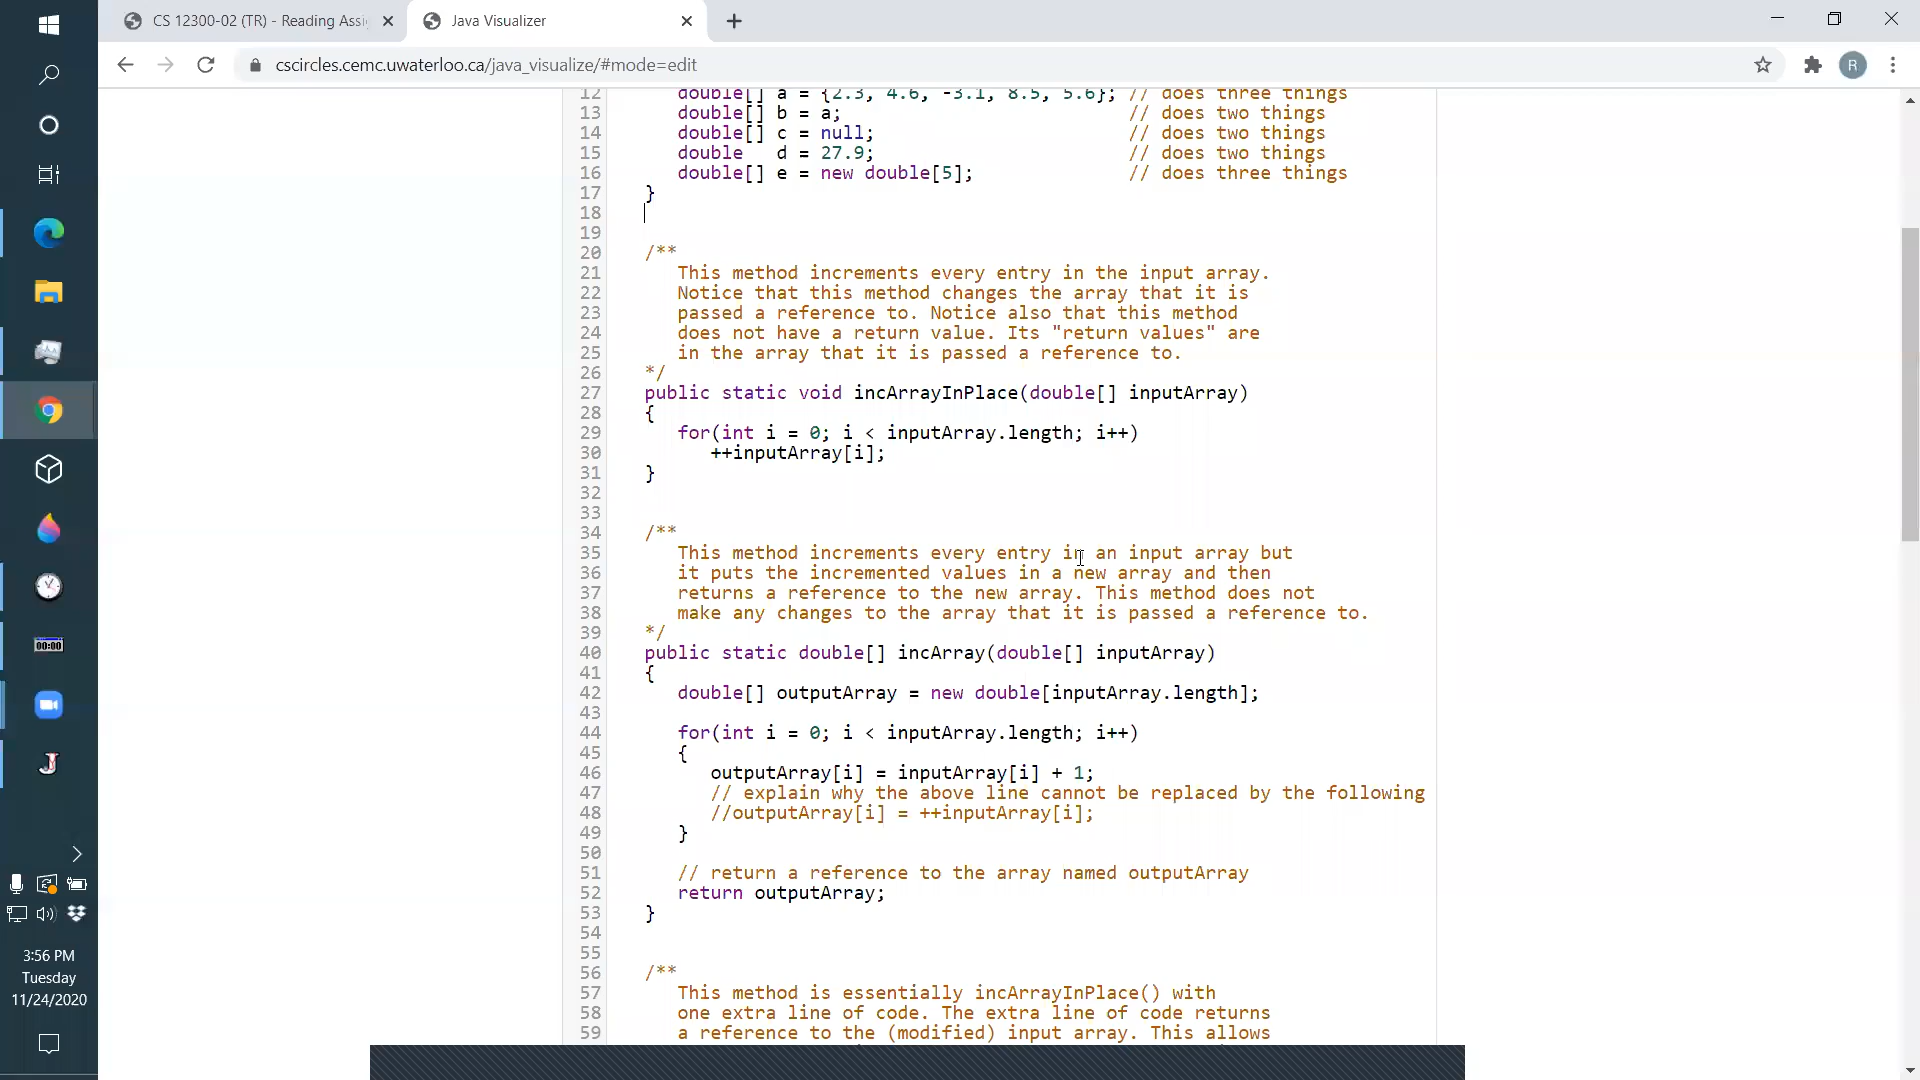 CS 12300-02 (TR) - Reading Assi
Java Visualizer
cscircles.cemc.uwaterloo.ca/java_visualize/#mode=edit
R
12 double[] a = {2.3, 4.6, -3.1, 8.5, 5.6}; // does three things
13 double[] b = a; // does two things
14 double[] c = null; // does two things
15 double d = 27.9; // does two things
16 double[] e = new double[5]; // does three things
17 }
18
19
20 /**
21 This method increments every entry in the input array.
22 Notice that this method changes the array that it is
23 passed a reference to. Notice also that this method
24 does not have a return value. Its "return values" are
25 in the array that it is passed a reference to.
26 */
27 public static void incArrayInPlace(double[] inputArray)
28 {
29 for(int i = 0; i < inputArray.length; i++)
30 ++inputArray[i];
31 }
32
33
34 /**
35 This method increments every entry in an input array but
36 it puts the incremented values in a new array and then
37 returns a reference to the new array. This method does not
38 make any changes to the array that it is passed a reference to.
39 */
40 public static double[] incArray(double[] inputArray)
41 {
42 double[] outputArray = new double[inputArray.length];
43
44 for(int i = 0; i < inputArray.length; i++)
45 {
46 outputArray[i] = inputArray[i] + 1;
47 // explain why the above line cannot be replaced by the following
48 //outputArray[i] = ++inputArray[i];
49 }
50
51 // return a reference to the array named outputArray
52 return outputArray;
53 }
54
55
56 /**
57 This method is essentially incArrayInPlace() with
58 one extra line of code. The extra line of code returns
59 a reference to the (modified) input array. This allows
00:00
3:56 PM
Tuesday
11/24/2020